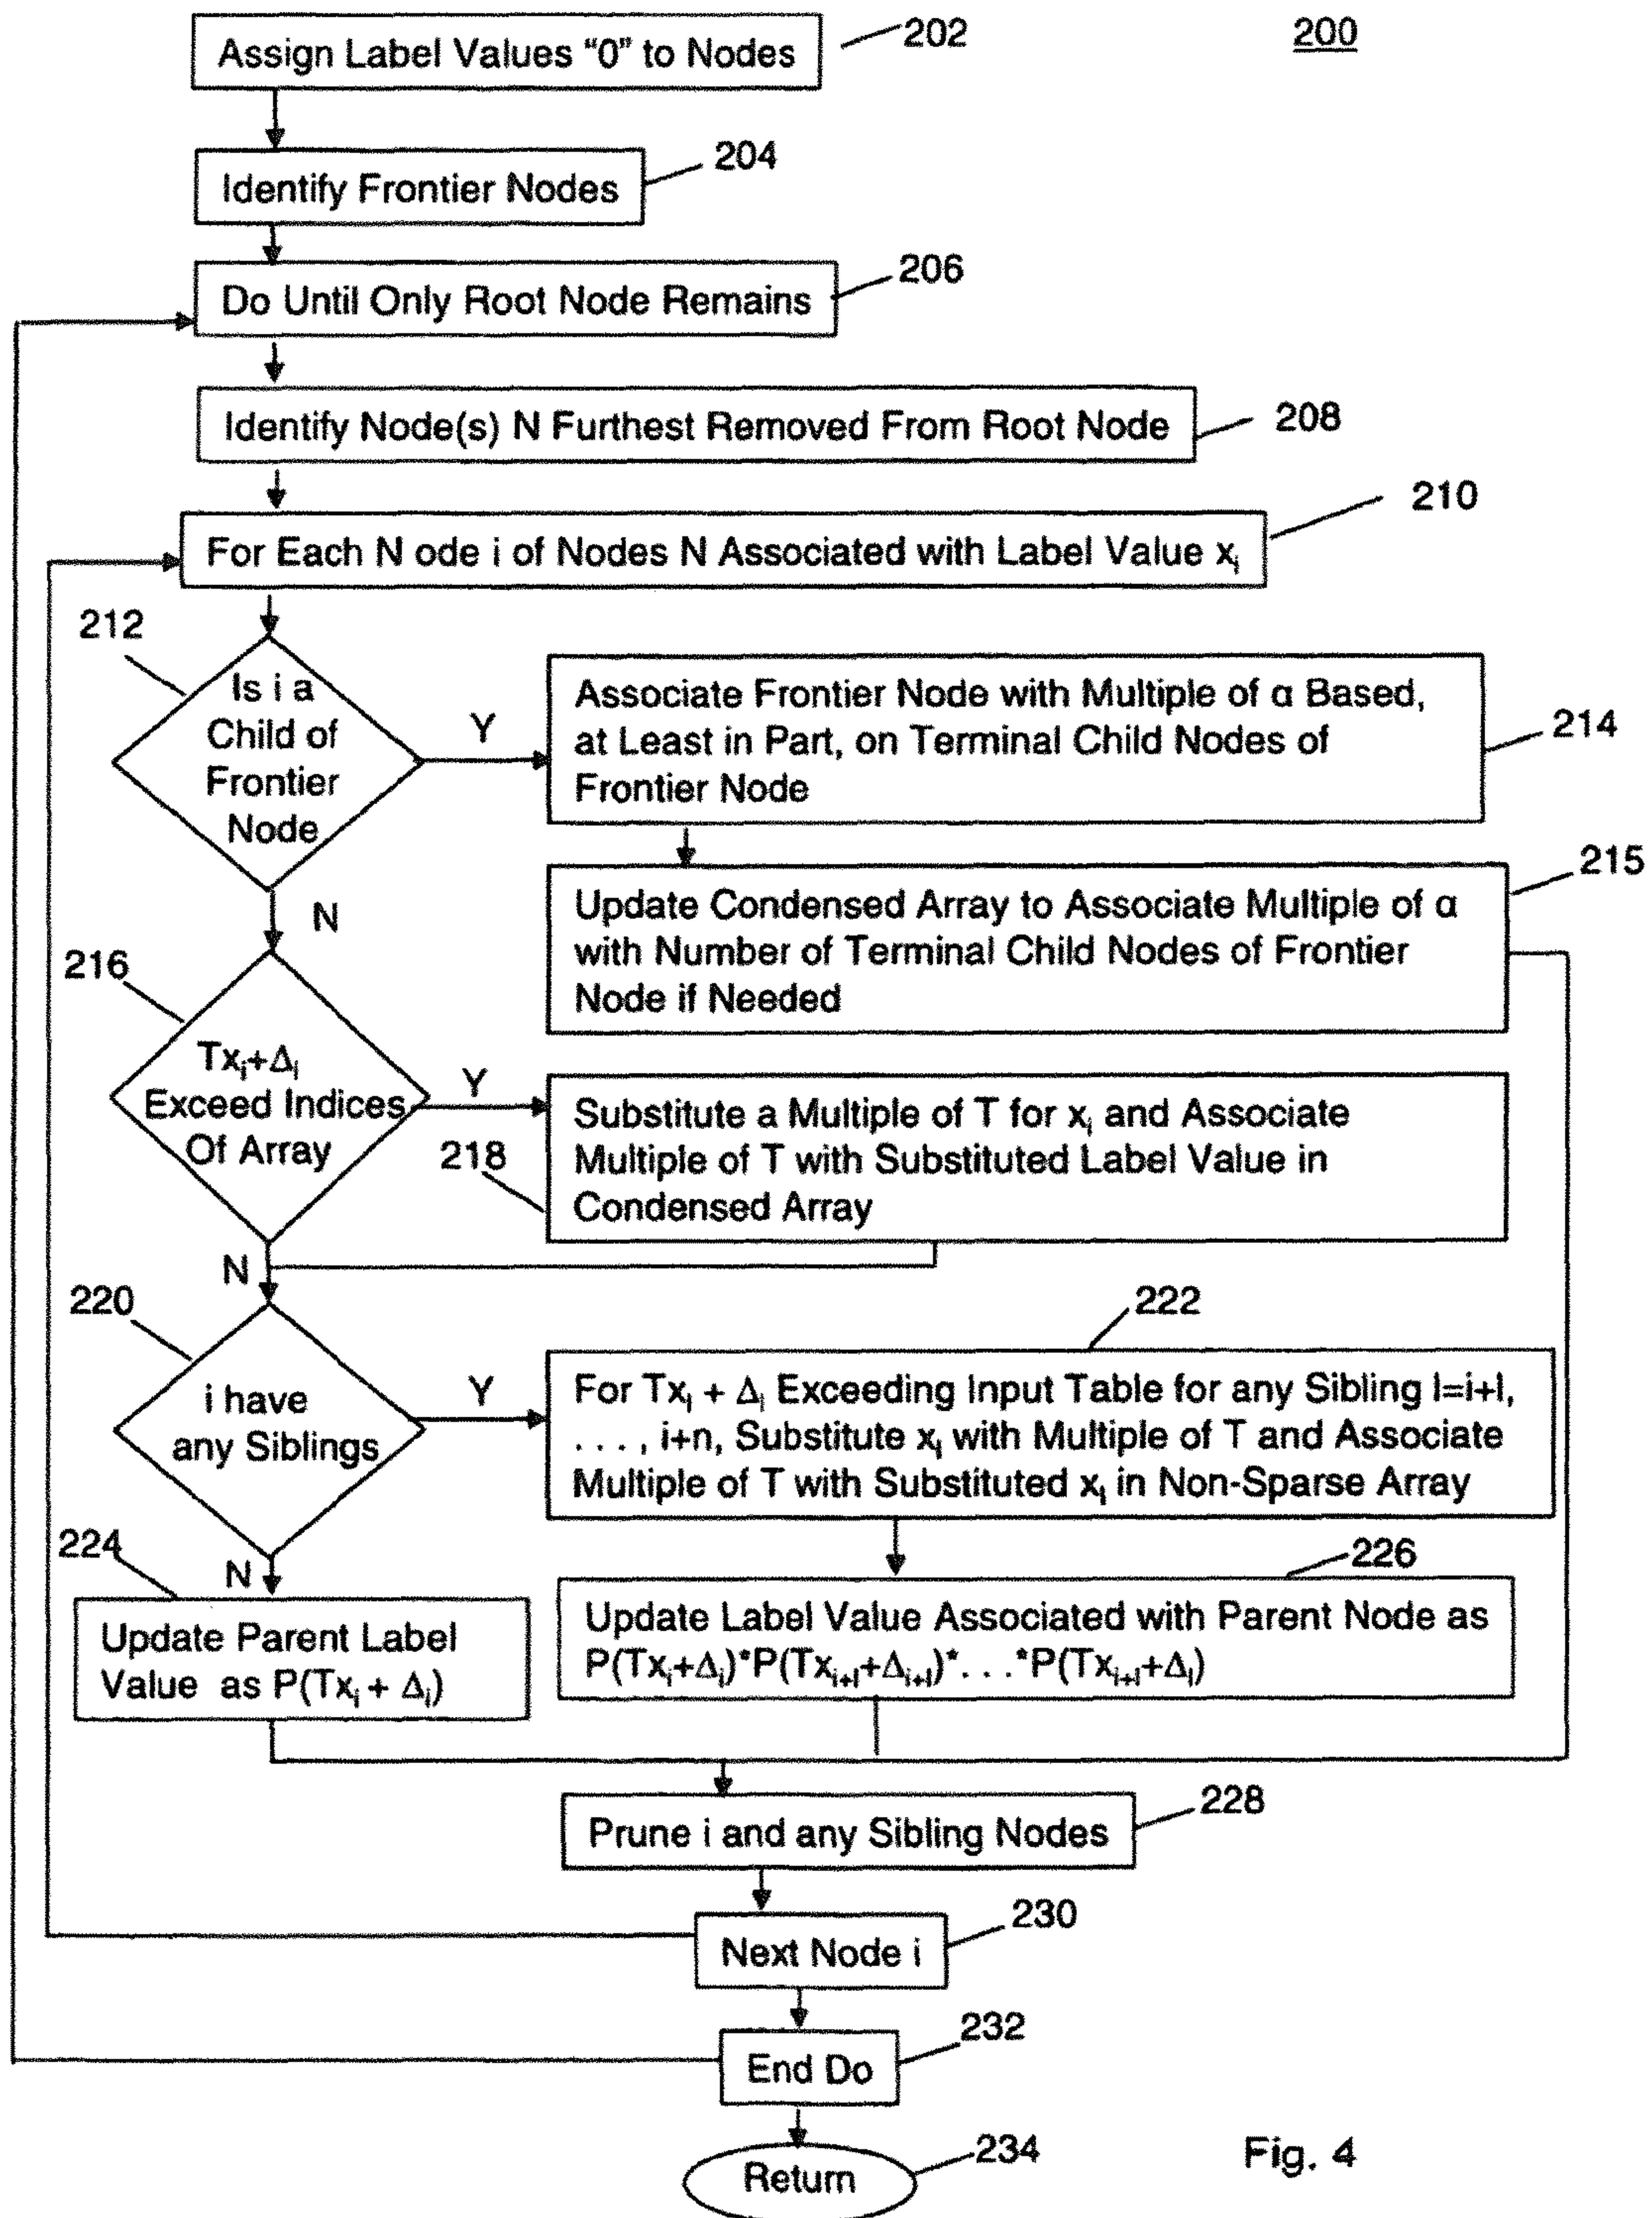 200
Assign Label Values "0" to Nodes
202
Identify Frontier Nodes
204
Do Until Only Root Node Remains
206
Identify Node(s) N Furthest Removed From Root Node
208
For Each N ode i of Nodes N Associated with Label Value xᵢ
210
212
Is i a
Child of
Frontier
Node
Y
N
Associate Frontier Node with Multiple of α Based,
at Least in Part, on Terminal Child Nodes of
Frontier Node
214
Update Condensed Array to Associate Multiple of α
with Number of Terminal Child Nodes of Frontier
Node if Needed
215
216
Txᵢ+Δᵢ
Exceed Indices
Of Array
Y
N
218
Substitute a Multiple of T for xᵢ and Associate
Multiple of T with Substituted Label Value in
Condensed Array
220
i have
any Siblings
Y
N
222
For Txₗ + Δₗ Exceeding Input Table for any Sibling l=i+l,
. . . , i+n, Substitute xₗ with Multiple of T and Associate
Multiple of T with Substituted xₗ in Non-Sparse Array
224
Update Parent Label
Value as P(Txᵢ + Δᵢ)
226
Update Label Value Associated with Parent Node as
P(Txᵢ+Δᵢ)*P(Txᵢ₊ₗ+Δᵢ₊ₗ)*. . .*P(Txᵢ₊ₗ+Δₗ)
Prune i and any Sibling Nodes
228
Next Node i
230
End Do
232
Return
234
Fig. 4